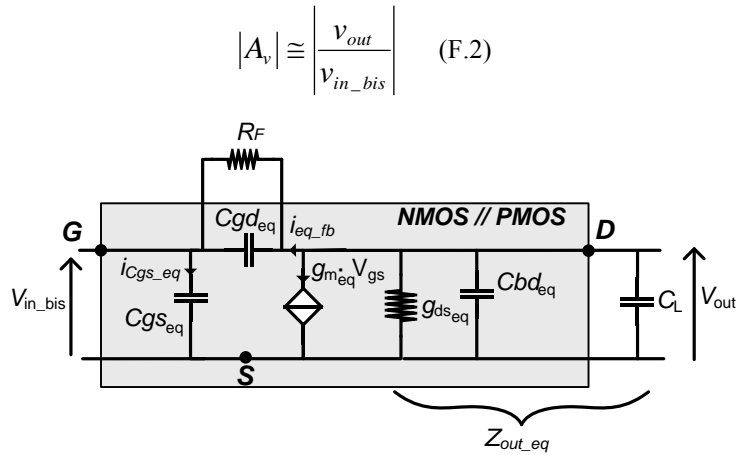 |A_v| ≅ |v_out / v_in_bis| (F.2)
R_F
Cgd_eq
i_eq_fb
NMOS // PMOS
G
D
i_Cgs_eq
g_m_eq·V_gs
Cbd_eq
V_in_bis
Cgs_eq
g_ds_eq
C_L
V_out
S
Z_out_eq